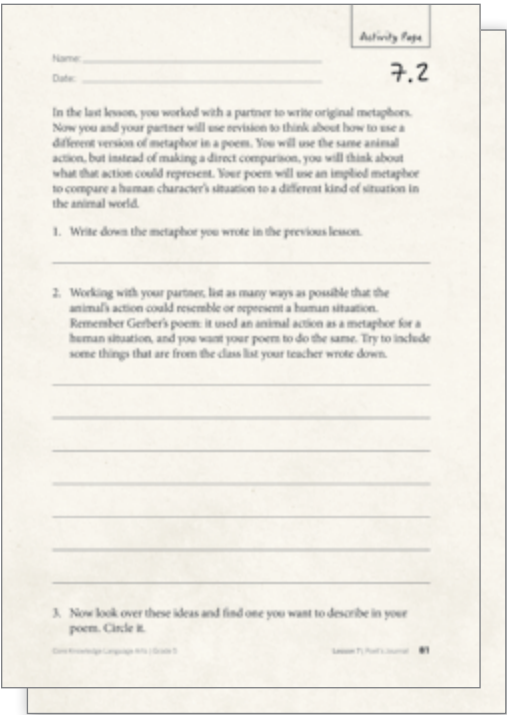 Activity Page
7.2
Name:
Date:
In the last lesson, you worked with a partner to write original metaphors.
Now you and your partner will use revision to think about how to use a
different version of metaphor in a poem. You will use the same animal
action, but instead of making a direct comparison, you will think about
what that action could represent. Your poem will use an implied metaphor
to compare a human character's situation to a different kind of situation in
the animal world.
1. Write down the metaphor you wrote in the previous lesson.
2. Working with your partner, list as many ways as possible that the
animal's action could resemble or represent a human situation.
Remember Gerber's poem: it used an animal action as a metaphor for a
human situation, and you want your poem to do the same. Try to include
some things that are from the class list your teacher wrote down.
3. Now look over these ideas and find one you want to describe in your
poem. Circle it.
Core Knowledge Language Arts | Grade 5
Lesson 7 | Poet's Journal 81